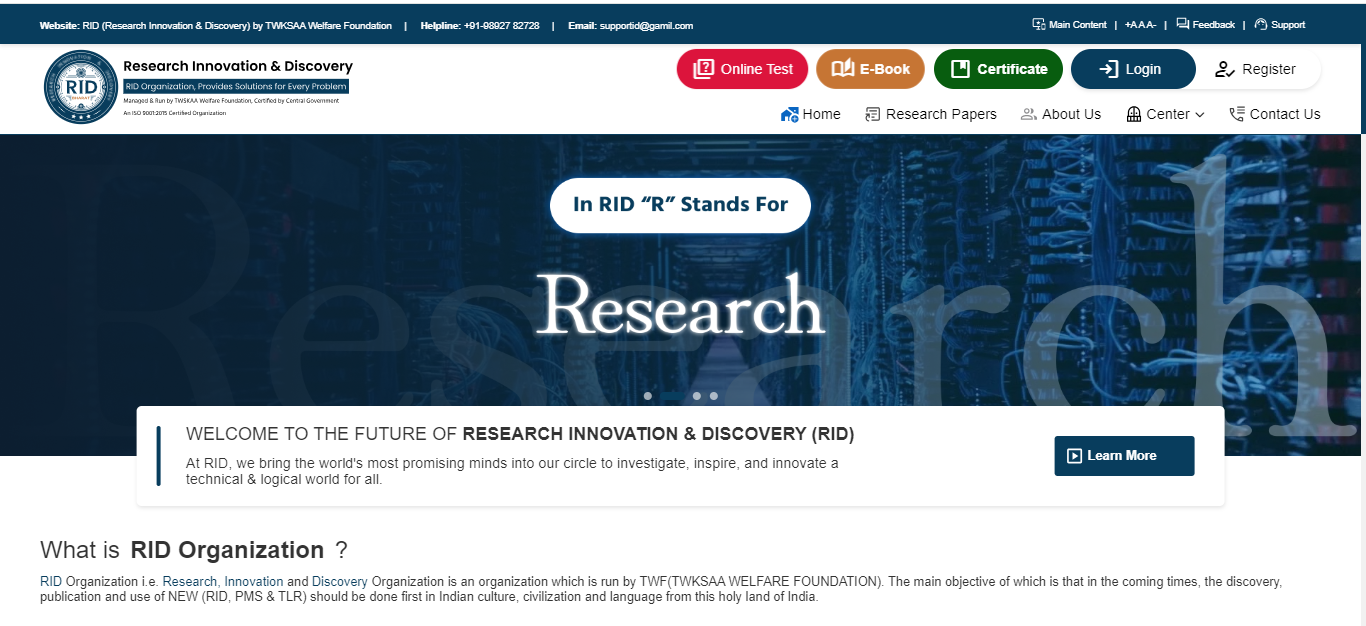 Website: RID (Research Innovation & Discovery) by TWKSAA Welfare Foundation | Helpline: +91-98927 82728 | Email: supportid@gamil.com
Main Content | +AAA- | Feedback | Support
RID
Research Innovation & Discovery
RID Organization, Provides Solutions for Every Problem
Managed & Run by TWSKAA Welfare Foundation, Certified by Central Government
An ISO 9001:2015 Certified Organization
Online Test
E-Book
Certificate
Login
Register
Home
Research Papers
About Us
Center
Contact Us
In RID “R” Stands For
Research
Research
WELCOME TO THE FUTURE OF RESEARCH INNOVATION & DISCOVERY (RID)
At RID, we bring the world's most promising minds into our circle to investigate, inspire, and innovate a
technical & logical world for all.
Learn More
What is RID Organization ?
RID Organization i.e. Research, Innovation and Discovery Organization is an organization which is run by TWF(TWKSAA WELFARE FOUNDATION). The main objective of which is that in the coming times, the discovery,
publication and use of NEW (RID, PMS & TLR) should be done first in Indian culture, civilization and language from this holy land of India.